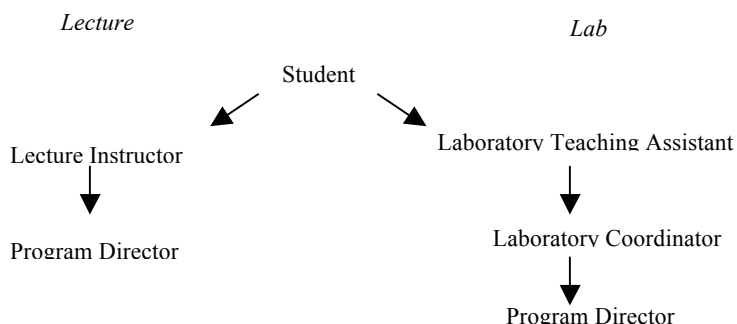 Lecture
Lab
Student
Lecture Instructor
Laboratory Teaching Assistant
Program Director
Laboratory Coordinator
Program Director